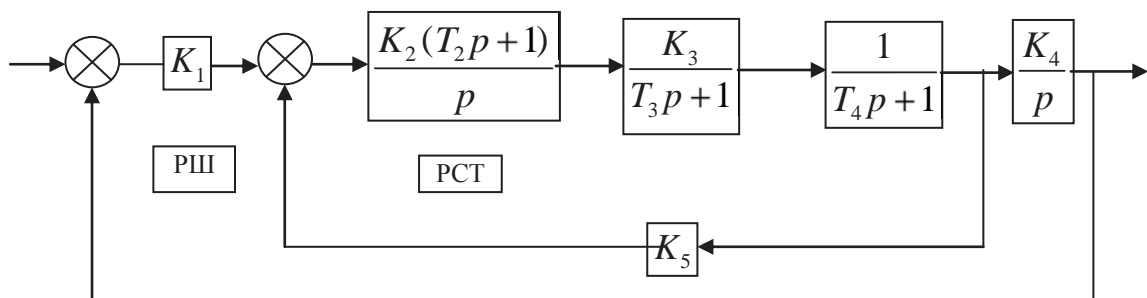 K₁
K₂(T₂p+1)
p
K₃
T₃p+1
1
T₄p+1
K₄
p
РШ
РСТ
K₅